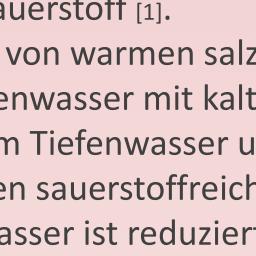 auerstoff [1].
von warmen salz
enwasser mit kalt
m Tiefenwasser u
en sauerstoffreich
asser ist reduziert